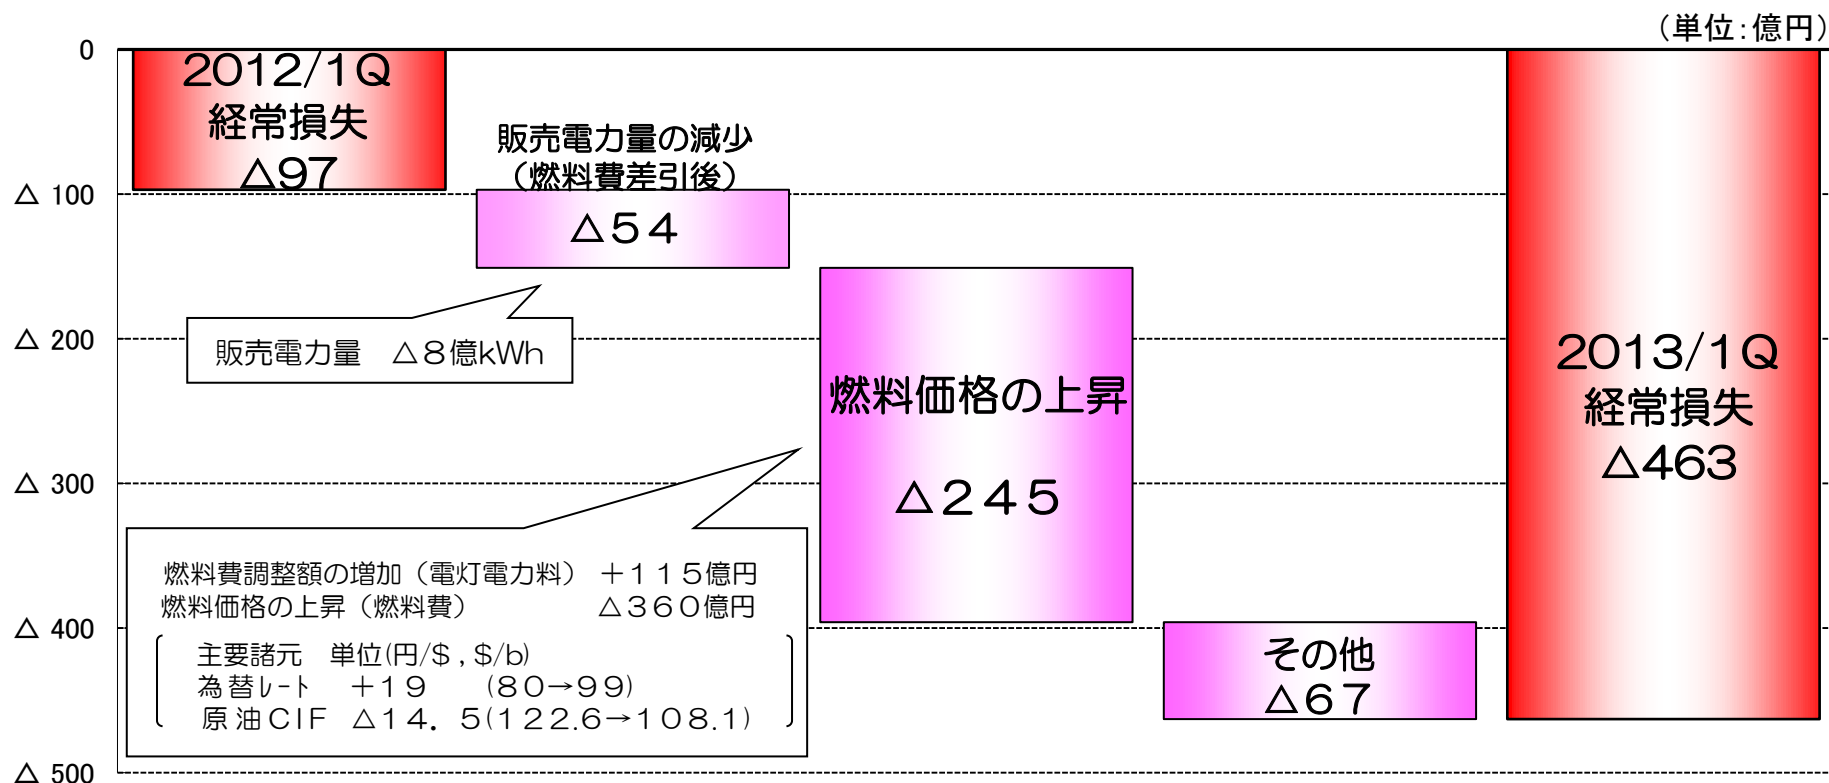 （単位：億円）
0
△ 100
△ 200
△ 300
△ 400
△ 500
２０１２/１Ｑ
経常損失
△97
販売電力量の減少
（燃料費差引後）
△５４
販売電力量　△８億kWh
燃料価格の上昇
△２４５
燃料費調整額の増加（電灯電力料）　＋１１５億円
燃料価格の上昇（燃料費）　△３６０億円
主要諸元　単位(円/$ , $/b)
為替ﾚｰﾄ　＋19　(８０→９９)
原油ＣＩＦ　△１４．５(122.6→108.1)
その他
△６７
２０１３/１Ｑ
経常損失
△463